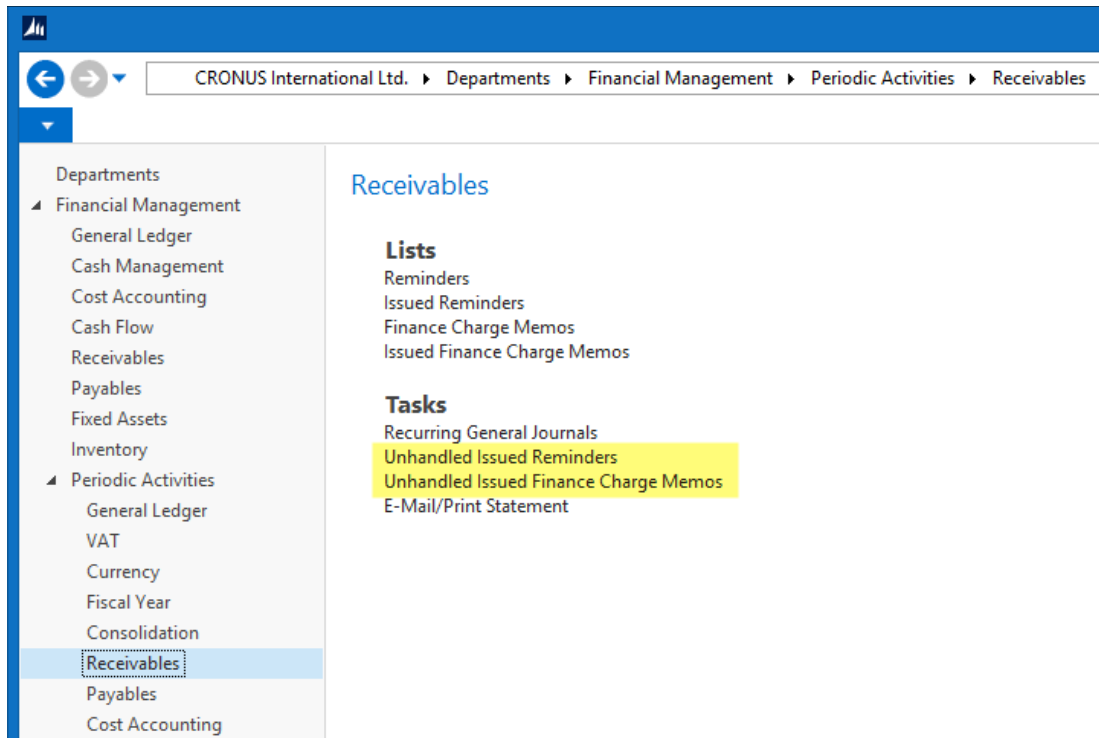 CRONUS International Ltd. ▸ Departments ▸ Financial Management ▸ Periodic Activities ▸ Receivables
Departments
Financial Management
General Ledger
Cash Management
Cost Accounting
Cash Flow
Receivables
Payables
Fixed Assets
Inventory
Periodic Activities
General Ledger
VAT
Currency
Fiscal Year
Consolidation
Receivables
Payables
Cost Accounting
Receivables
Lists
Reminders
Issued Reminders
Finance Charge Memos
Issued Finance Charge Memos
Tasks
Recurring General Journals
Unhandled Issued Reminders
Unhandled Issued Finance Charge Memos
E-Mail/Print Statement